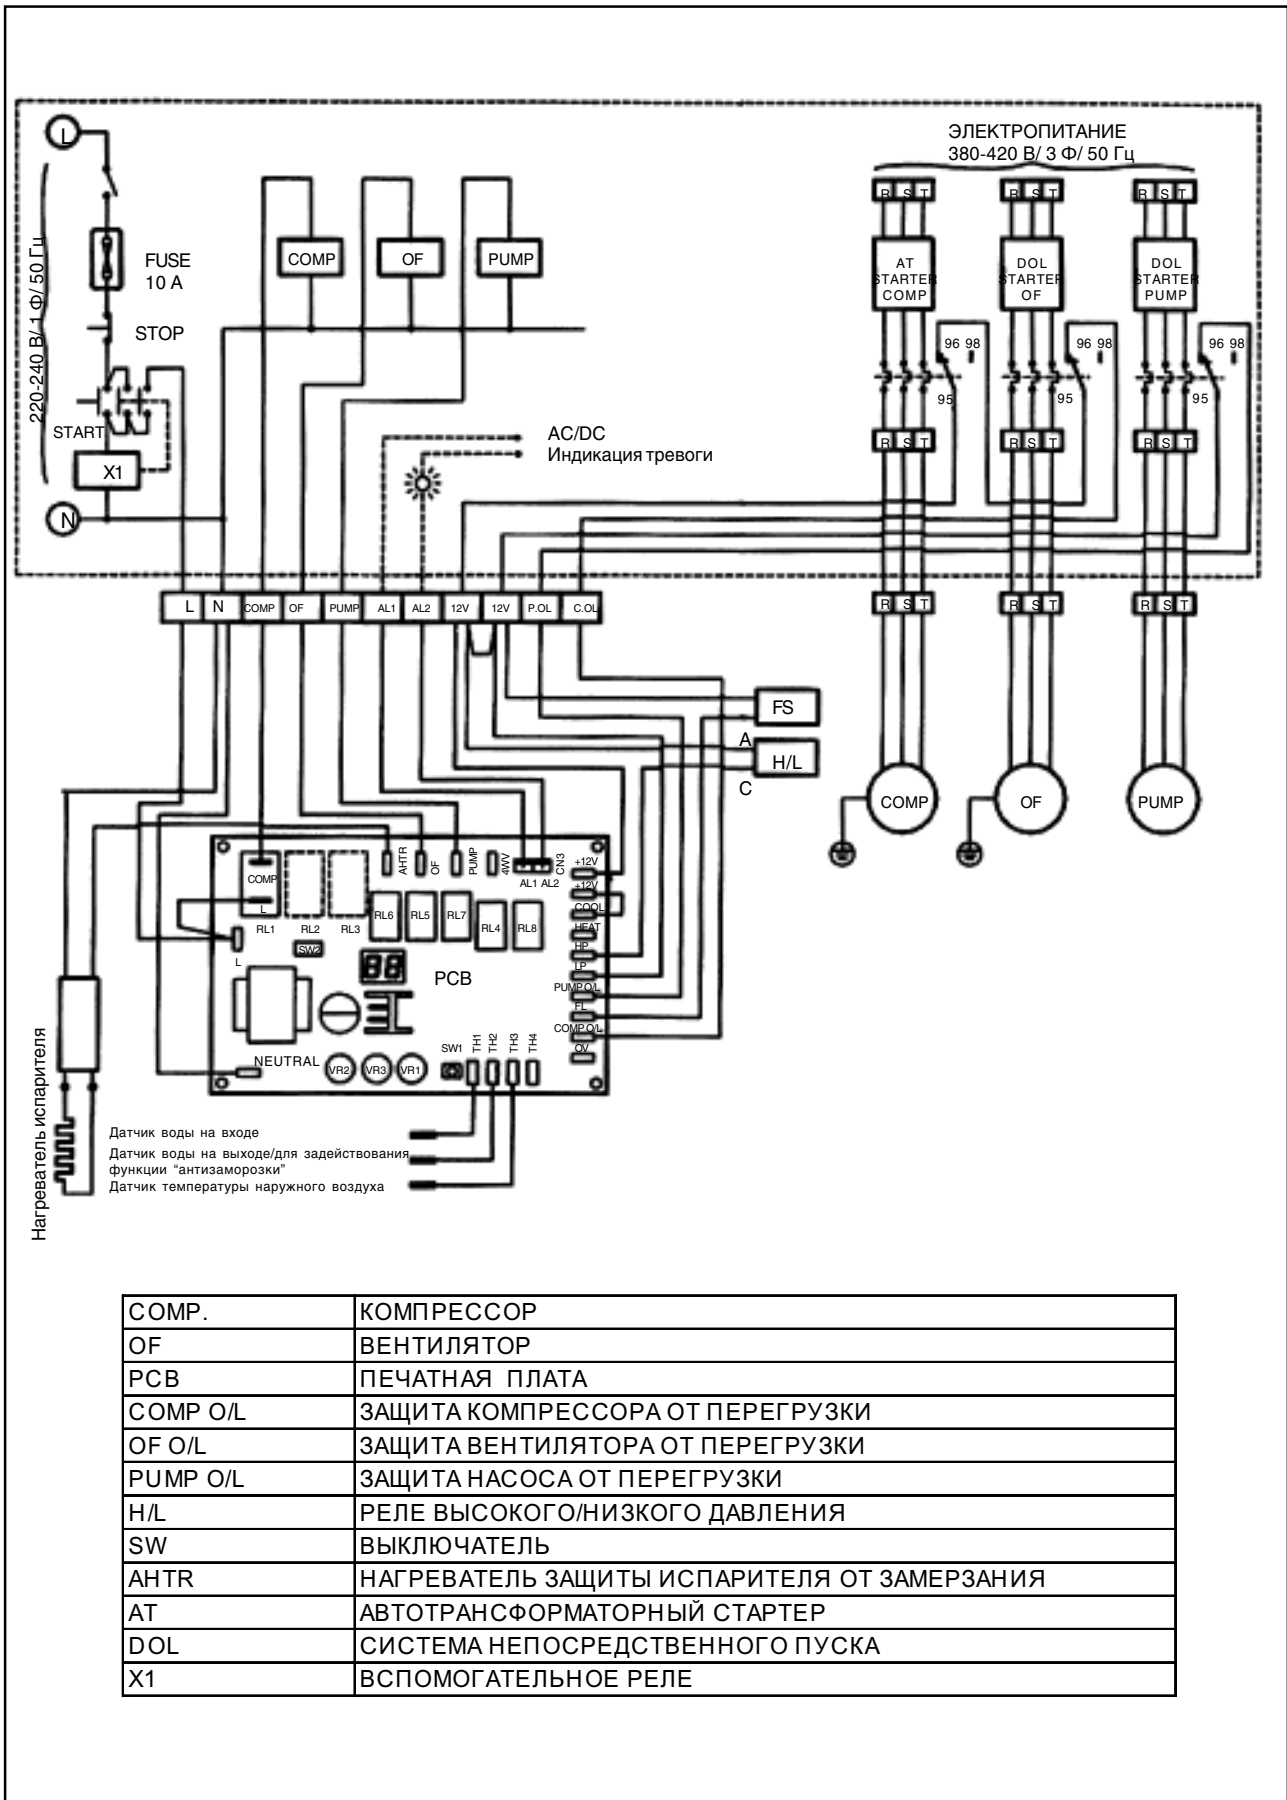 ЭЛЕКТРОПИТАНИЕ
380-420 В/ 3 Ф/ 50 Гц
L
220-240 В/ 1 Ф/ 50 Гц
FUSE
10 A
STOP
START
X1
N
COMP
OF
PUMP
R S T
R S T
R S T
AT
STARTER
COMP
DOL
STARTER
OF
DOL
STARTER
PUMP
96 98
95
96 98
95
96 98
95
R S T
R S T
R S T
AC/DC
Индикация тревоги
L N COMP OF PUMP AL1 AL2 12V 12V P.OL C.OL
R S T
R S T
R S T
FS
A
H/L
C
COMP
OF
PUMP
COMP
L
RL1
RL2
RL3
AHTR
OF
PUMP
4WV
AL1 AL2
CN3
RL6
RL5
RL7
RL4
RL8
SW2
L
PCB
+12V
+12V
COOL
HEAT
HP
LP
PUMP O/L
FL
COMP O/L
OV
NEUTRAL
VR2
VR3
VR1
SW1
TH1
TH2
TH3
TH4
Нагреватель испарителя
Датчик воды на входе
Датчик воды на выходе/для задействования
функции “антизаморозки”
Датчик температуры наружного воздуха
COMP. КОМПРЕССОР
OF ВЕНТИЛЯТОР
PCB ПЕЧАТНАЯ ПЛАТА
COMP O/L ЗАЩИТА КОМПРЕССОРА ОТ ПЕРЕГРУЗКИ
OF O/L ЗАЩИТА ВЕНТИЛЯТОРА ОТ ПЕРЕГРУЗКИ
PUMP O/L ЗАЩИТА НАСОСА ОТ ПЕРЕГРУЗКИ
H/L РЕЛЕ ВЫСОКОГО/НИЗКОГО ДАВЛЕНИЯ
SW ВЫКЛЮЧАТЕЛЬ
AHTR НАГРЕВАТЕЛЬ ЗАЩИТЫ ИСПАРИТЕЛЯ ОТ ЗАМЕРЗАНИЯ
AT АВТОТРАНСФОРМАТОРНЫЙ СТАРТЕР
DOL СИСТЕМА НЕПОСРЕДСТВЕННОГО ПУСКА
X1 ВСПОМОГАТЕЛЬНОЕ РЕЛЕ